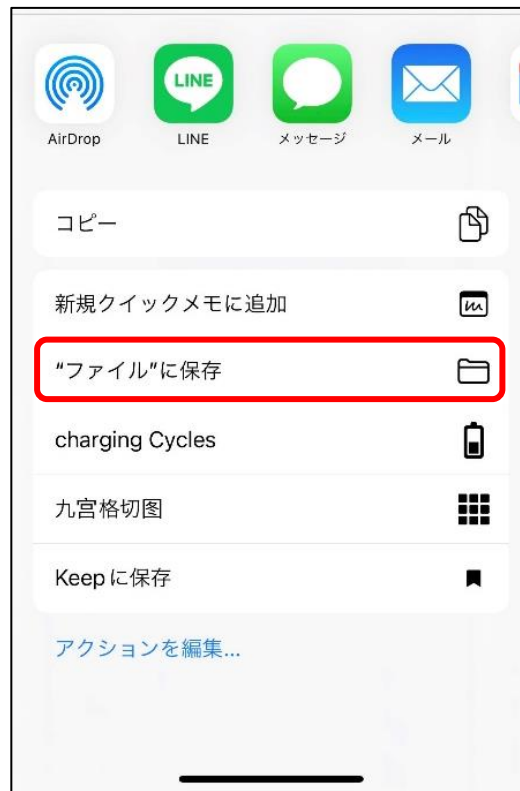 LINE
AirDrop LINE メッセージ メール
コピー
新規クイックメモに追加
“ファイル”に保存
charging Cycles
九宫格切图
Keepに保存
アクションを編集...